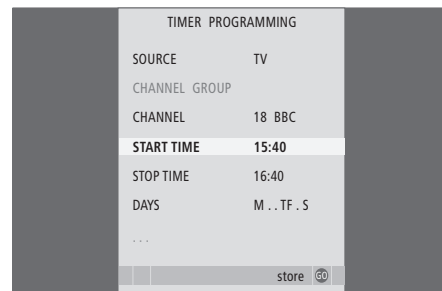 TIMER PROGRAMMING
SOURCE TV
CHANNEL GROUP
CHANNEL 18 BBC
START TIME 15:40
STOP TIME 16:40
DAYS M . . TF . S
. . .
store GO